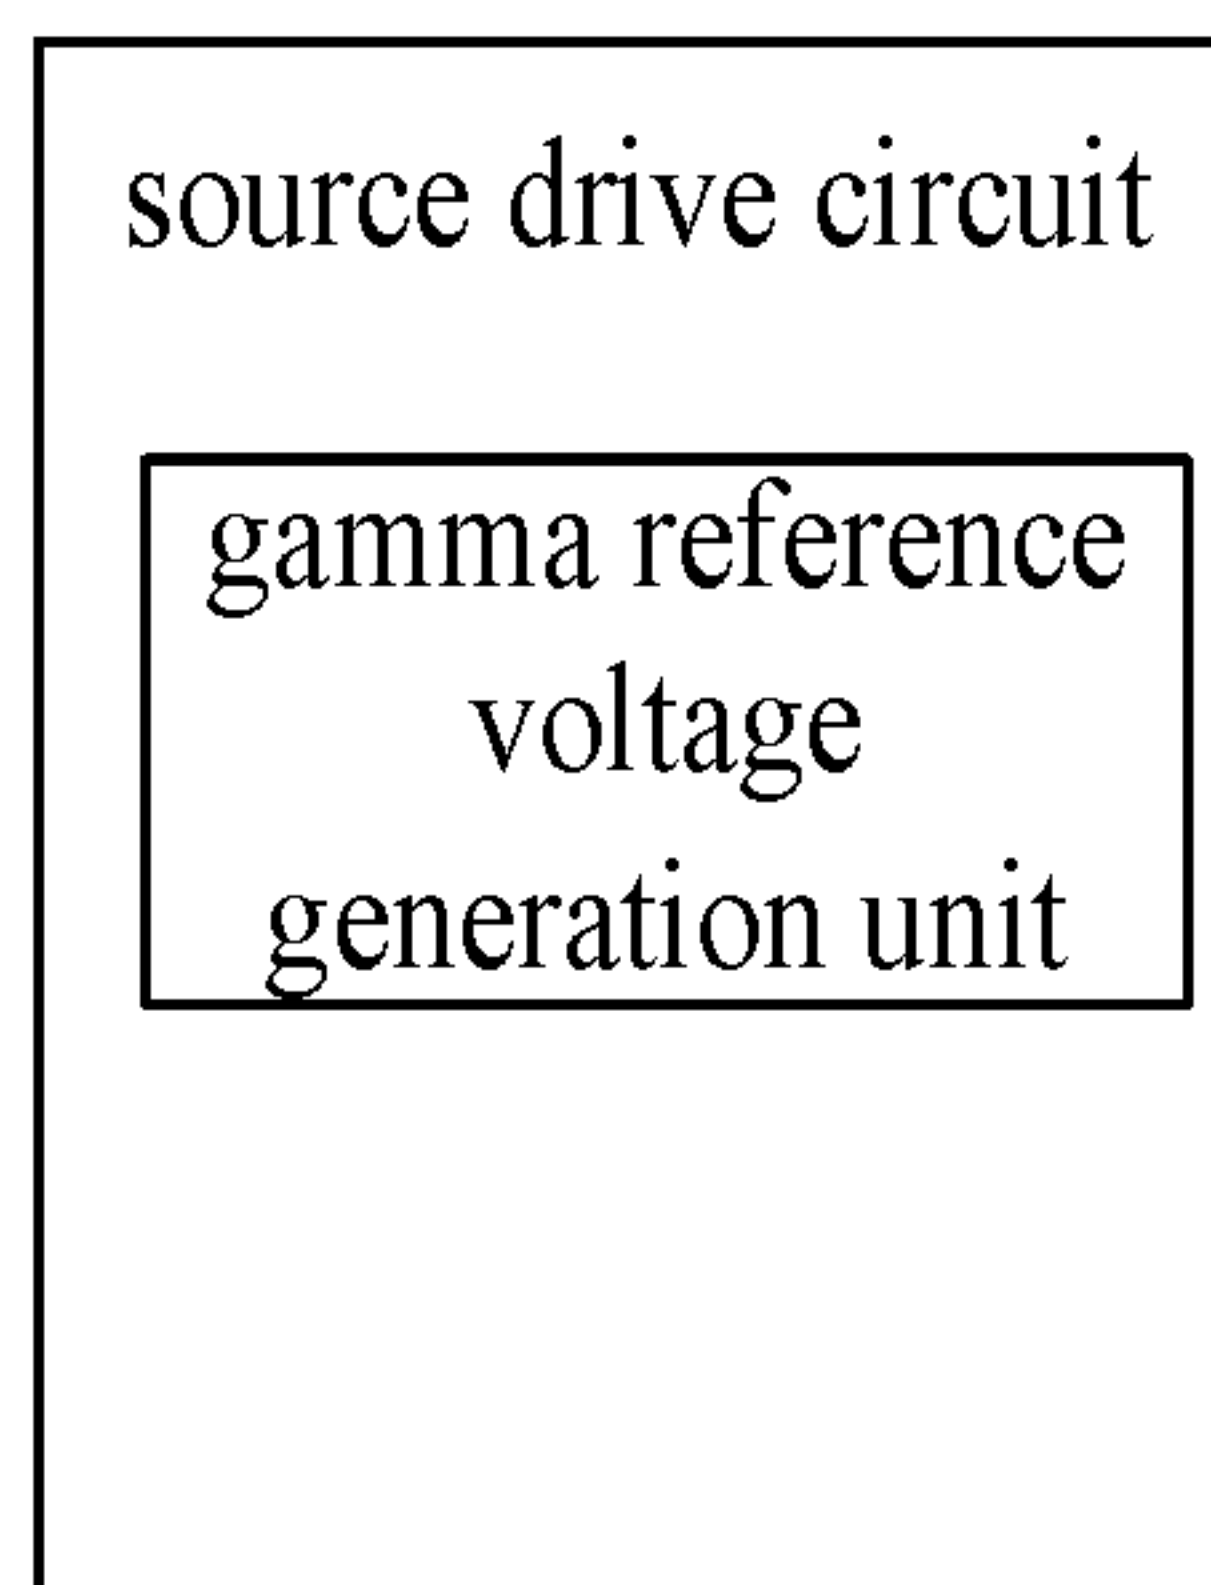 source drive circuit
gamma reference
voltage
generation unit